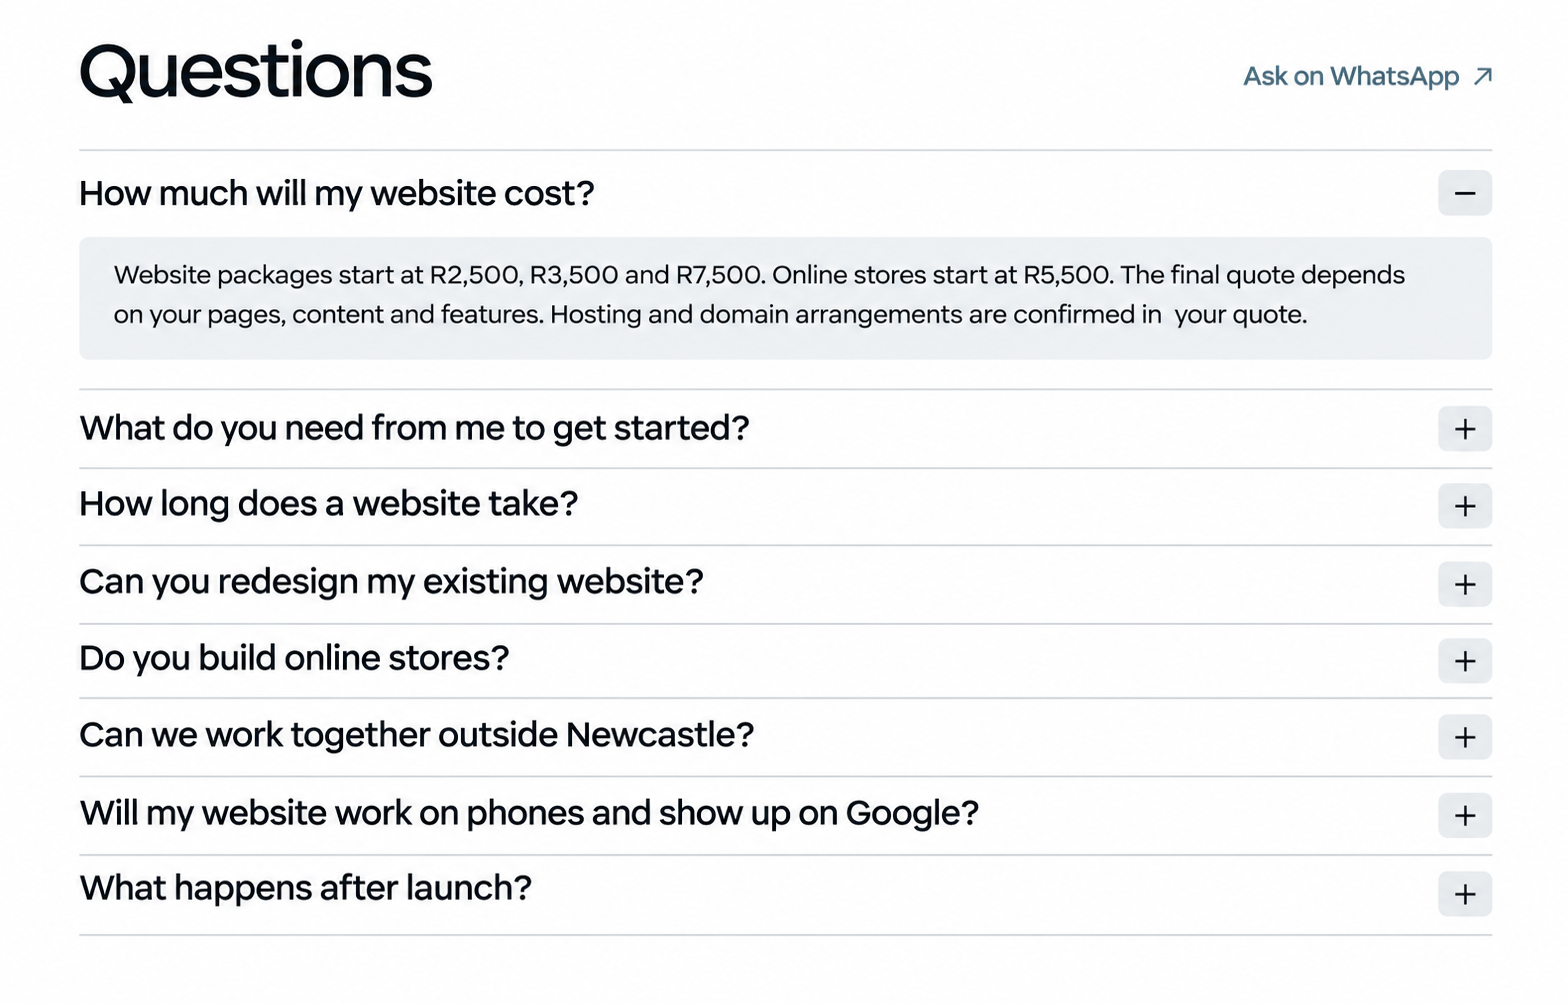 Questions
Ask on WhatsApp ↗
How much will my website cost?
Website packages start at R2,500, R3,500 and R7,500. Online stores start at R5,500. The final quote depends
on your pages, content and features. Hosting and domain arrangements are confirmed in  your quote.
What do you need from me to get started?
How long does a website take?
Can you redesign my existing website?
Do you build online stores?
Can we work together outside Newcastle?
Will my website work on phones and show up on Google?
What happens after launch?